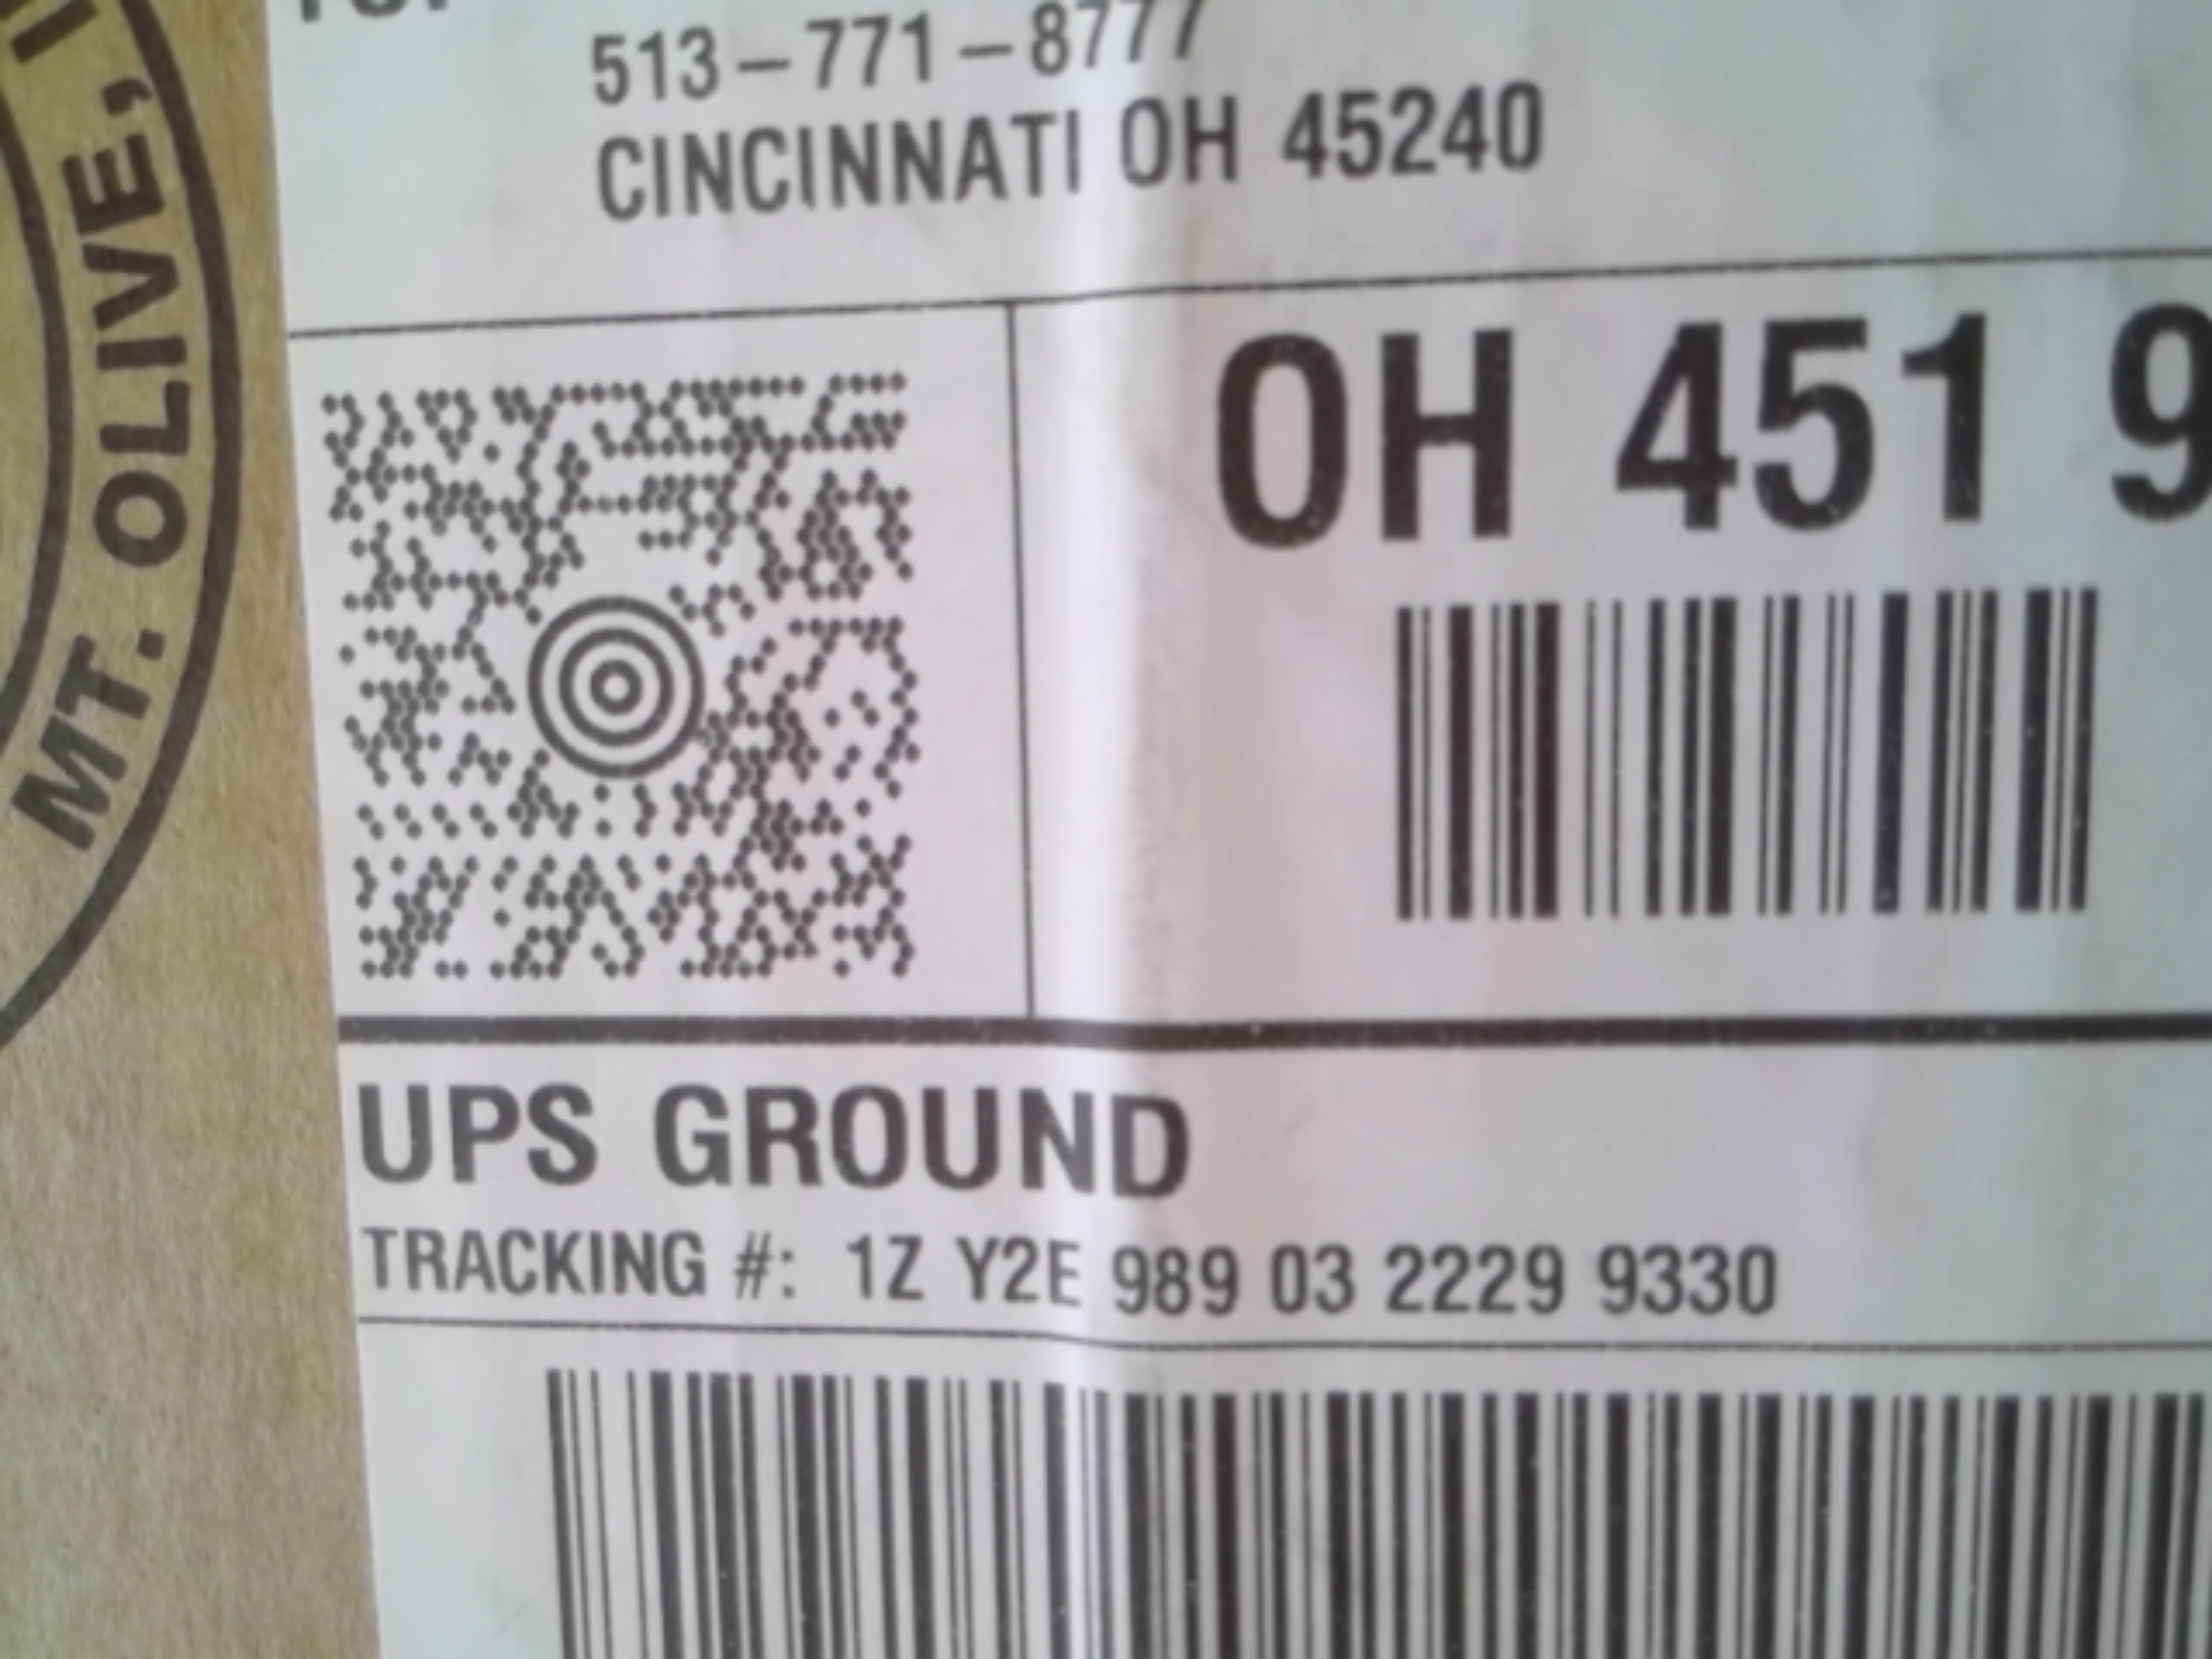 513-771-8777
CINCINNATI OH 45240
OH 451 9
UPS GROUND
TRACKING #: 1Z Y2E 989 03 2229 9330
MT. OLIVE,